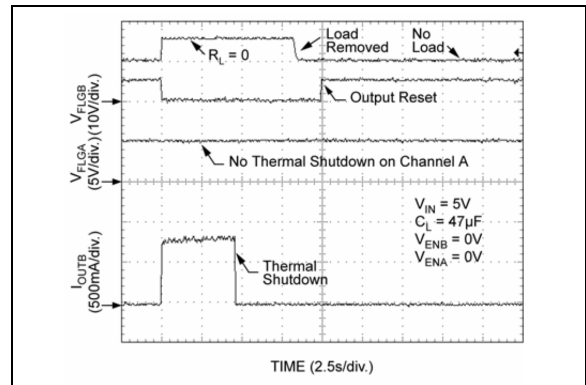 Load
Removed
No
Load
R_L = 0
Output Reset
V_FLGB
(10V/div.)
No Thermal Shutdown on Channel A
V_FLGA
(5V/div.)
V_IN = 5V
C_L = 47µF
V_ENB = 0V
V_ENA = 0V
Thermal
Shutdown
I_OUTB
(500mA/div.)
TIME (2.5s/div.)